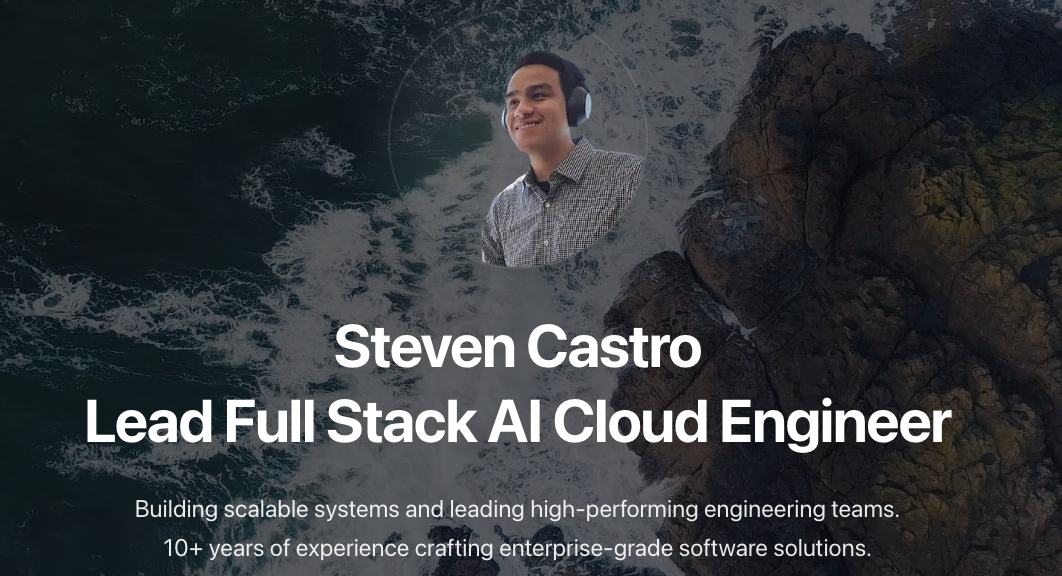 Steven Castro
Lead Full Stack AI Cloud Engineer
Building scalable systems and leading high-performing engineering teams.
10+ years of experience crafting enterprise-grade software solutions.